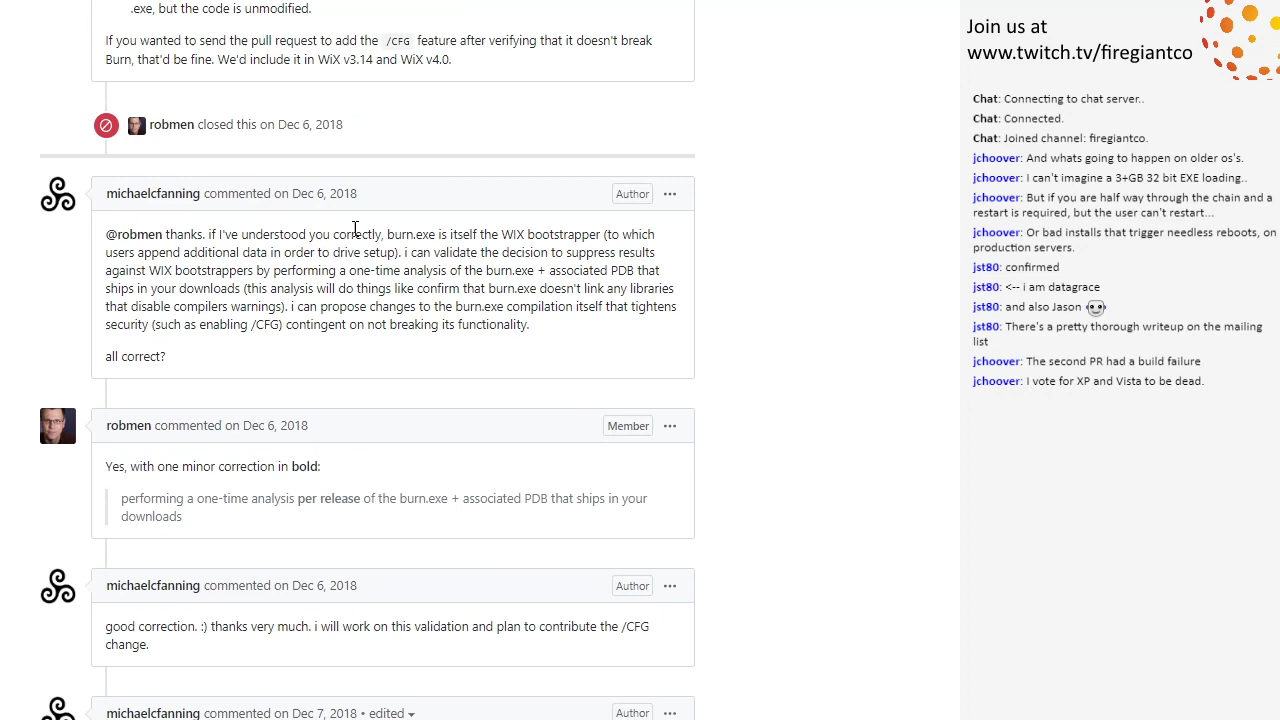 .exe, but the code is unmodified.
If you wanted to send the pull request to add the /CFG feature after verifying that it doesn't break
Burn, that'd be fine. We'd include it in WiX v3.14 and WiX v4.0.
robmen closed this on Dec 6, 2018
michaelcfanning commented on Dec 6, 2018
Author
@robmen thanks. if I've understood you correctly, burn.exe is itself the WIX bootstrapper (to which
users append additional data in order to drive setup). i can validate the decision to suppress results
against WIX bootstrappers by performing a one-time analysis of the burn.exe + associated PDB that
ships in your downloads (this analysis will do things like confirm that burn.exe doesn't link any libraries
that disable compilers warnings). i can propose changes to the burn.exe compilation itself that tightens
security (such as enabling /CFG) contingent on not breaking its functionality.
all correct?
robmen commented on Dec 6, 2018
Member
Yes, with one minor correction in bold:
performing a one-time analysis per release of the burn.exe + associated PDB that ships in your
downloads
michaelcfanning commented on Dec 6, 2018
Author
good correction. :) thanks very much. i will work on this validation and plan to contribute the /CFG
change.
michaelcfanning commented on Dec 7, 2018 • edited
Author
Join us at
www.twitch.tv/firegiantco
Chat: Connecting to chat server..
Chat: Connected.
Chat: Joined channel: firegiantco.
jchoover: And whats going to happen on older os's.
jchoover: I can't imagine a 3+GB 32 bit EXE loading..
jchoover: But if you are half way through the chain and a
restart is required, but the user can't restart...
jchoover: Or bad installs that trigger needless reboots, on
production servers.
jst80: confirmed
jst80: <-- i am datagrace
jst80: and also Jason
jst80: There's a pretty thorough writeup on the mailing
list
jchoover: The second PR had a build failure
jchoover: I vote for XP and Vista to be dead.